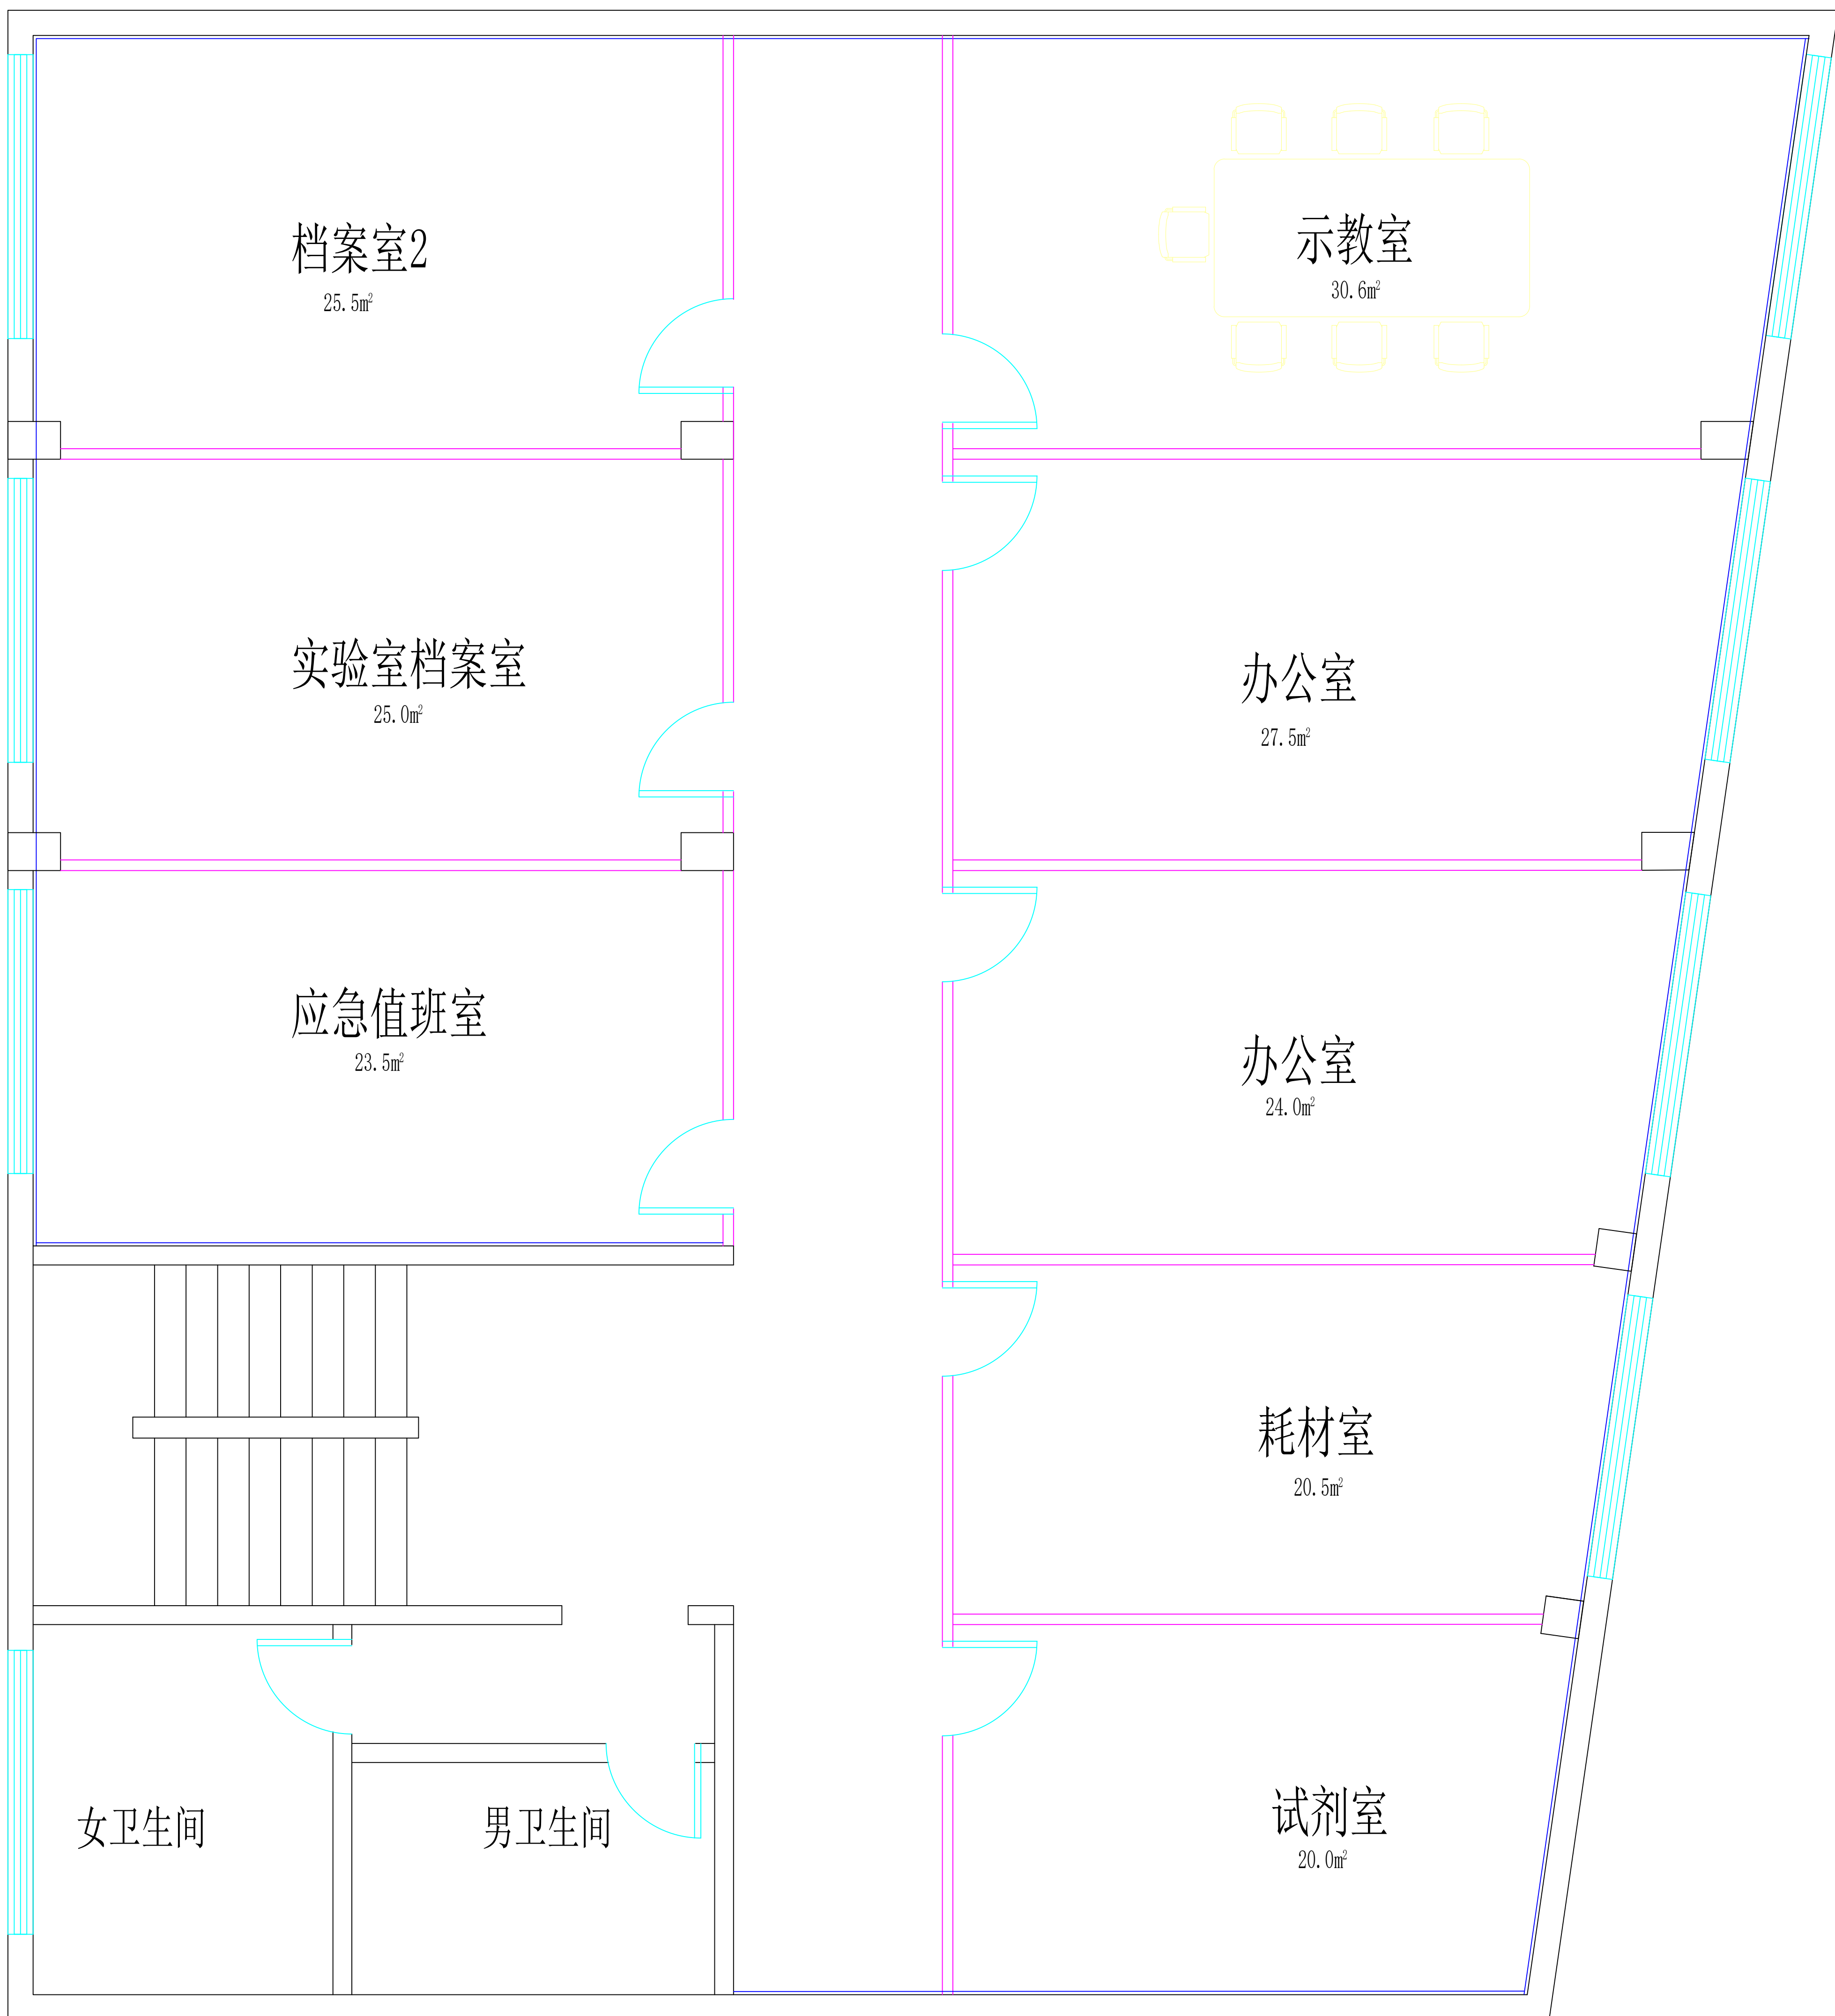 档案室2
25.5m²
示教室
30.6m²
实验室档案室
25.0m²
办公室
27.5m²
应急值班室
23.5m²
办公室
24.0m²
耗材室
20.5m²
女卫生间
男卫生间
试剂室
20.0m²